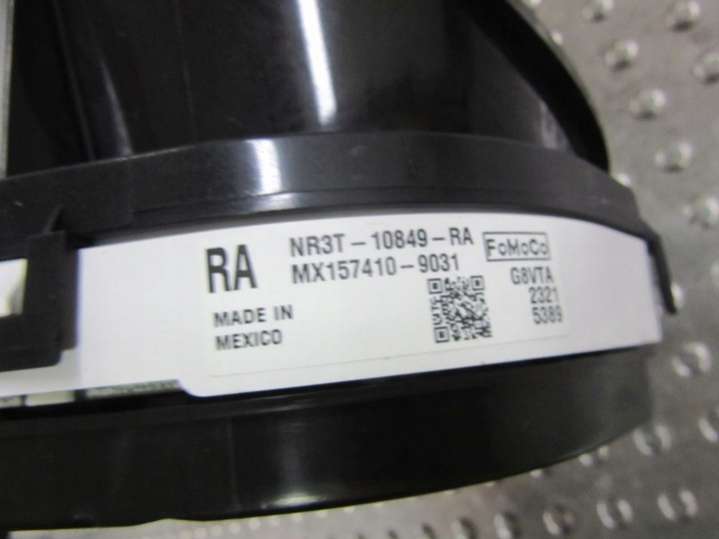 RA
NR3T-10849-RA
MX157410-9031
FoMoCo
G8VTA
2321
5389
MADE IN
MEXICO